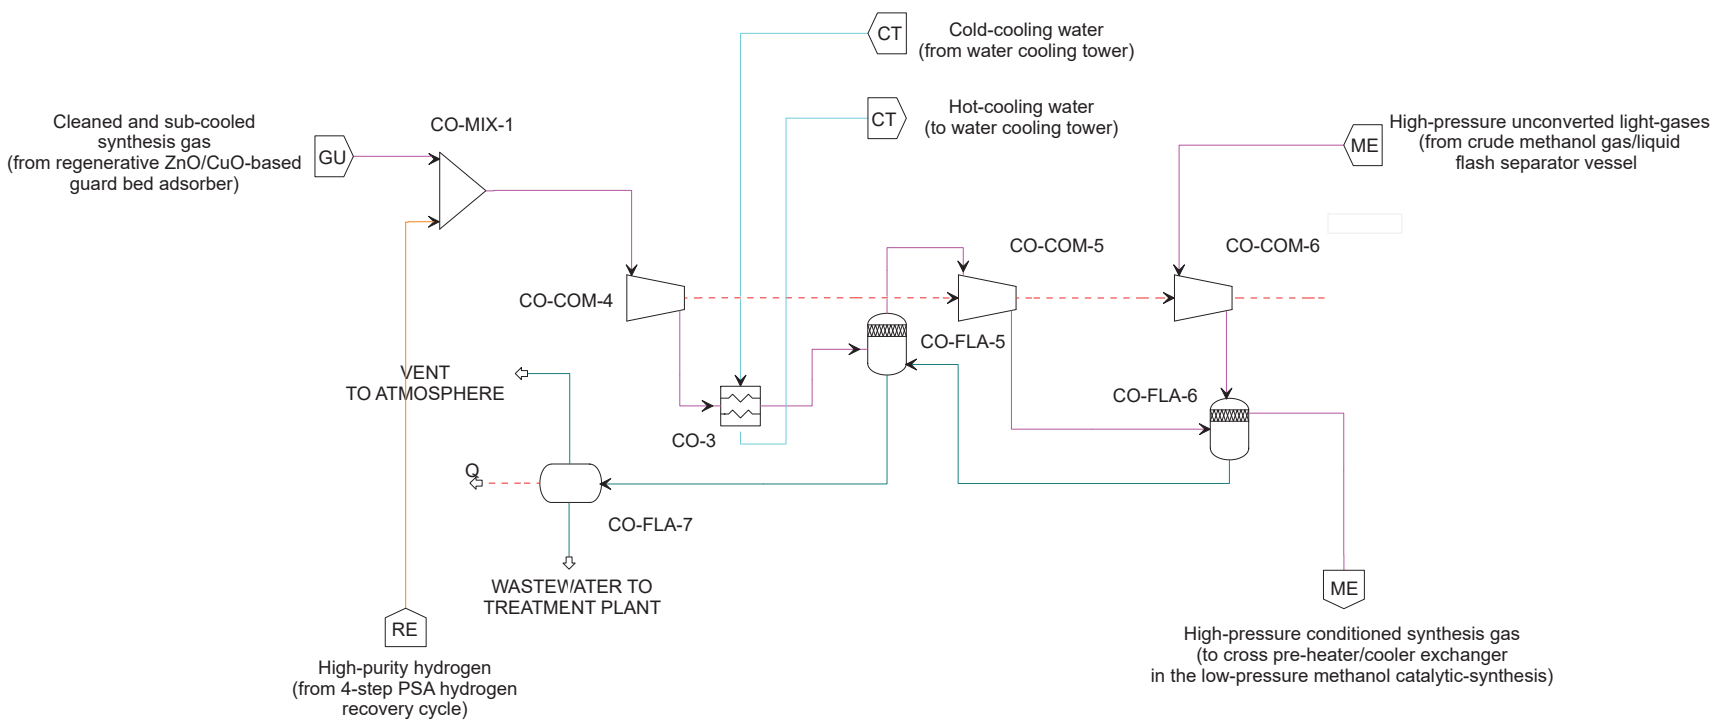 Cold-cooling water
(from water cooling tower)
CT
Hot-cooling water
(to water cooling tower)
CT
Cleaned and sub-cooled
synthesis gas
(from regenerative ZnO/CuO-based
guard bed adsorber)
GU
CO-MIX-1
High-pressure unconverted light-gases
(from crude methanol gas/liquid
flash separator vessel
ME
CO-COM-5
CO-COM-6
CO-COM-4
CO-FLA-5
VENT
TO ATMOSPHERE
CO-FLA-6
CO-3
Q
CO-FLA-7
WASTEWATER TO
TREATMENT PLANT
ME
RE
High-pressure conditioned synthesis gas
(to cross pre-heater/cooler exchanger
in the low-pressure methanol catalytic-synthesis)
High-purity hydrogen
(from 4-step PSA hydrogen
recovery cycle)